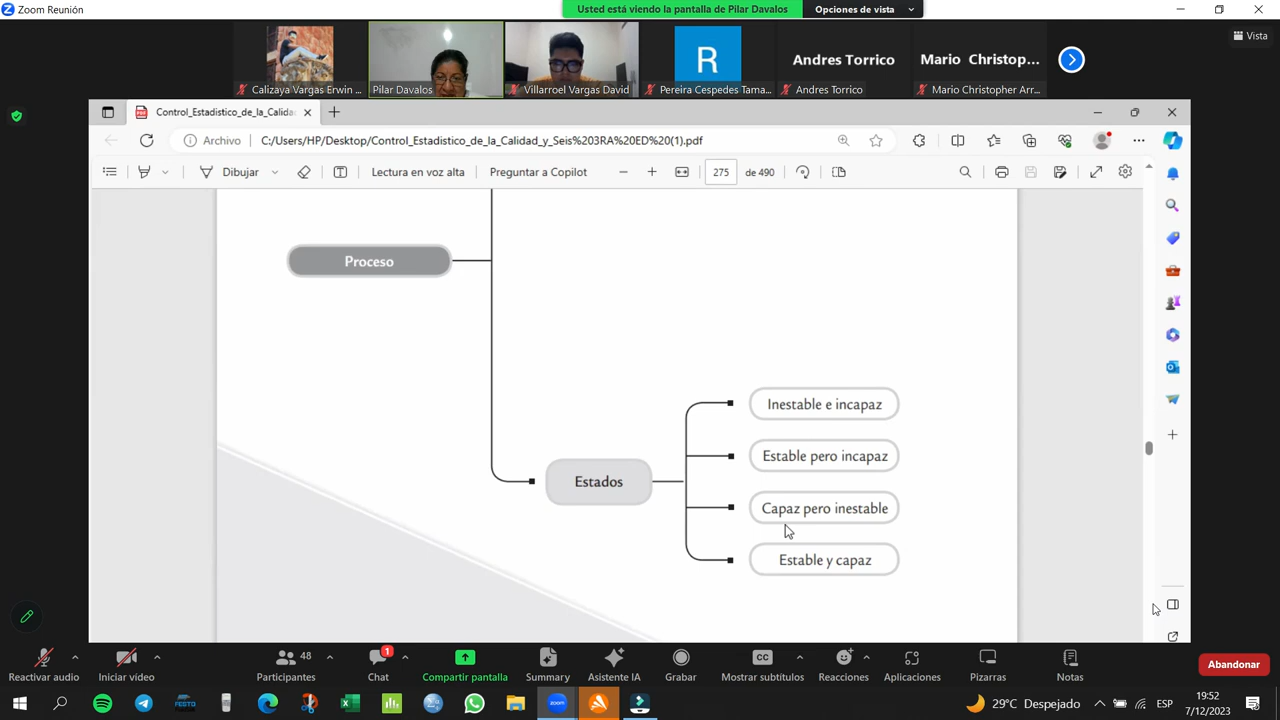 Zoom Reunión
Usted está viendo la pantalla de Pilar Davalos
Opciones de vista
Vista
Calizaya Vargas Erwin ...
Pilar Davalos
Villarroel Vargas David
R
Pereira Cespedes Tama...
Andres Torrico
Andres Torrico
Mario Christop...
Mario Christopher Arr...
Control_Estadistico_de_la_Calida
Archivo
C:/Users/HP/Desktop/Control_Estadistico_de_la_Calidad_y_Seis%203RA%20ED%20(1).pdf
Dibujar
Lectura en voz alta
Preguntar a Copilot
275
de 490
Proceso
Estados
Inestable e incapaz
Estable pero incapaz
Capaz pero inestable
Estable y capaz
Reactivar audio
Iniciar video
48
Participantes
1
Chat
Compartir pantalla
Summary
Asistente IA
Grabar
CC
Mostrar subtítulos
Reacciones
Aplicaciones
Pizarras
Notas
Abandonar
FESTO
zoom
29°C Despejado
ESP
19:52
7/12/2023